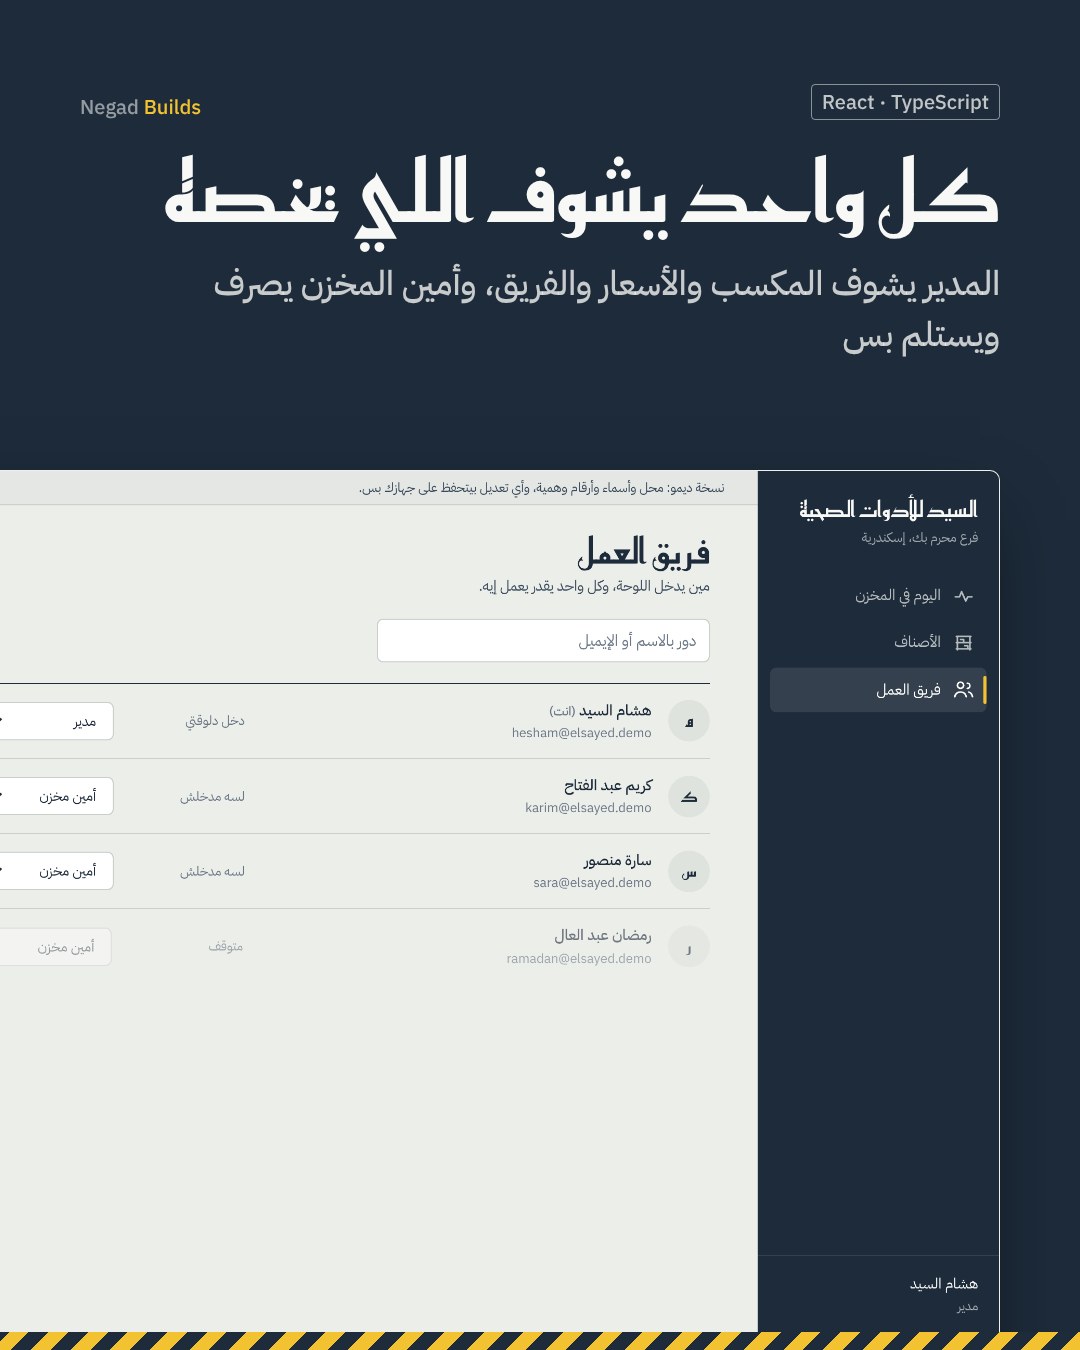 React · TypeScript
Negad Builds
كل واحد يشوف اللي يخصه
المدير يشوف المكسب والأسعار والفريق، وأمين المخزن يصرف
ويستلم بس
السيد للأدوات الصحية
فرع محرم بك، إسكندرية
اليوم في المخزن
الأصناف
فريق العمل
هشام السيد
مدير
نسخة ديمو: محل وأسماء وأرقام وهمية، وأي تعديل بيتحفظ على جهازك بس.
فريق العمل
مين يدخل اللوحة، وكل واحد يقدر يعمل إيه.
دور بالاسم أو الإيميل
ه
هشام السيد (انت)
hesham@elsayed.demo
دخل دلوقتي
مدير
ك
كريم عبد الفتاح
karim@elsayed.demo
لسه مدخلش
أمين مخزن
س
سارة منصور
sara@elsayed.demo
لسه مدخلش
أمين مخزن
ر
رمضان عبد العال
ramadan@elsayed.demo
متوقف
أمين مخزن